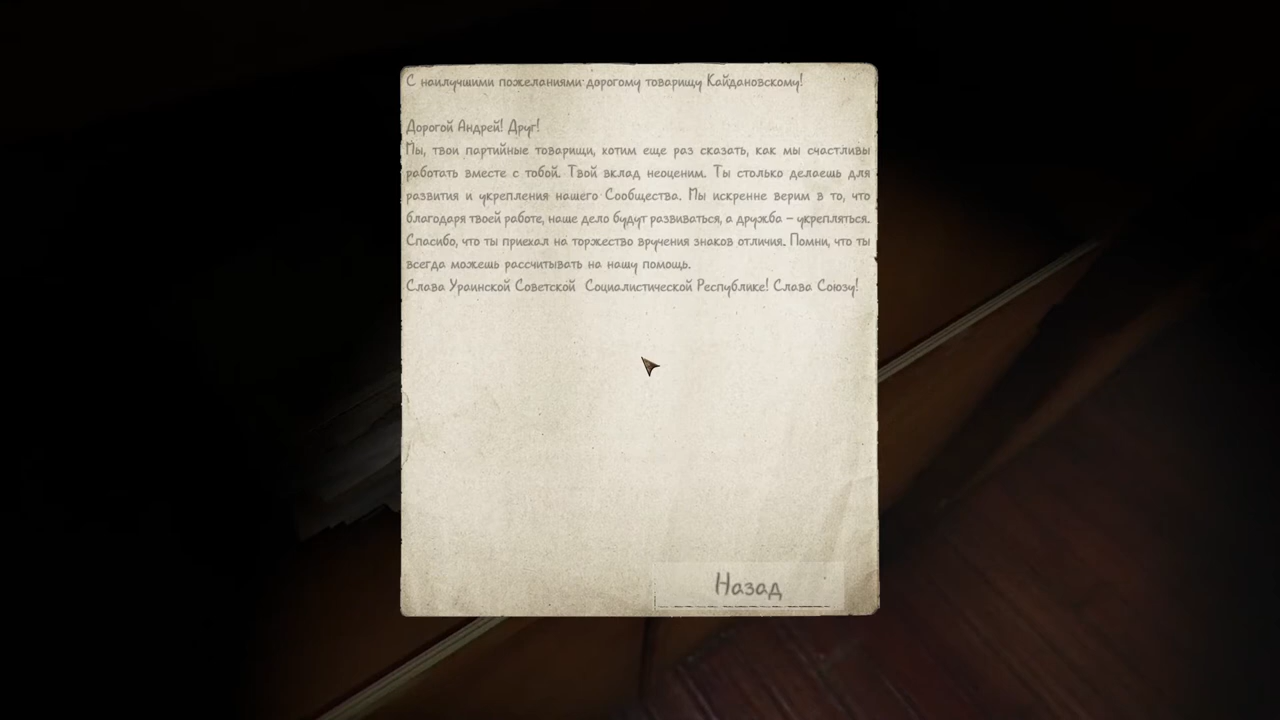 С наилучшими пожеланиями дорогому товарищу Кайдановскому!
Дорогой Андрей! Друг!
Мы, твои партийные товарищи, хотим еще раз сказать, как мы счастливы
работать вместе с тобой. Твой вклад неоценим. Ты столько делаешь для
развития и укрепления нашего Сообщества. Мы искренне верим в то, что
благодаря твоей работе, наше дело будут развиваться, а дружба – укрепляться.
Спасибо, что ты приехал на торжество вручения знаков отличия. Помни, что ты
всегда можешь рассчитывать на нашу помощь.
Слава Ураинской Советской Социалистической Республике! Слава Союзу!
Назад